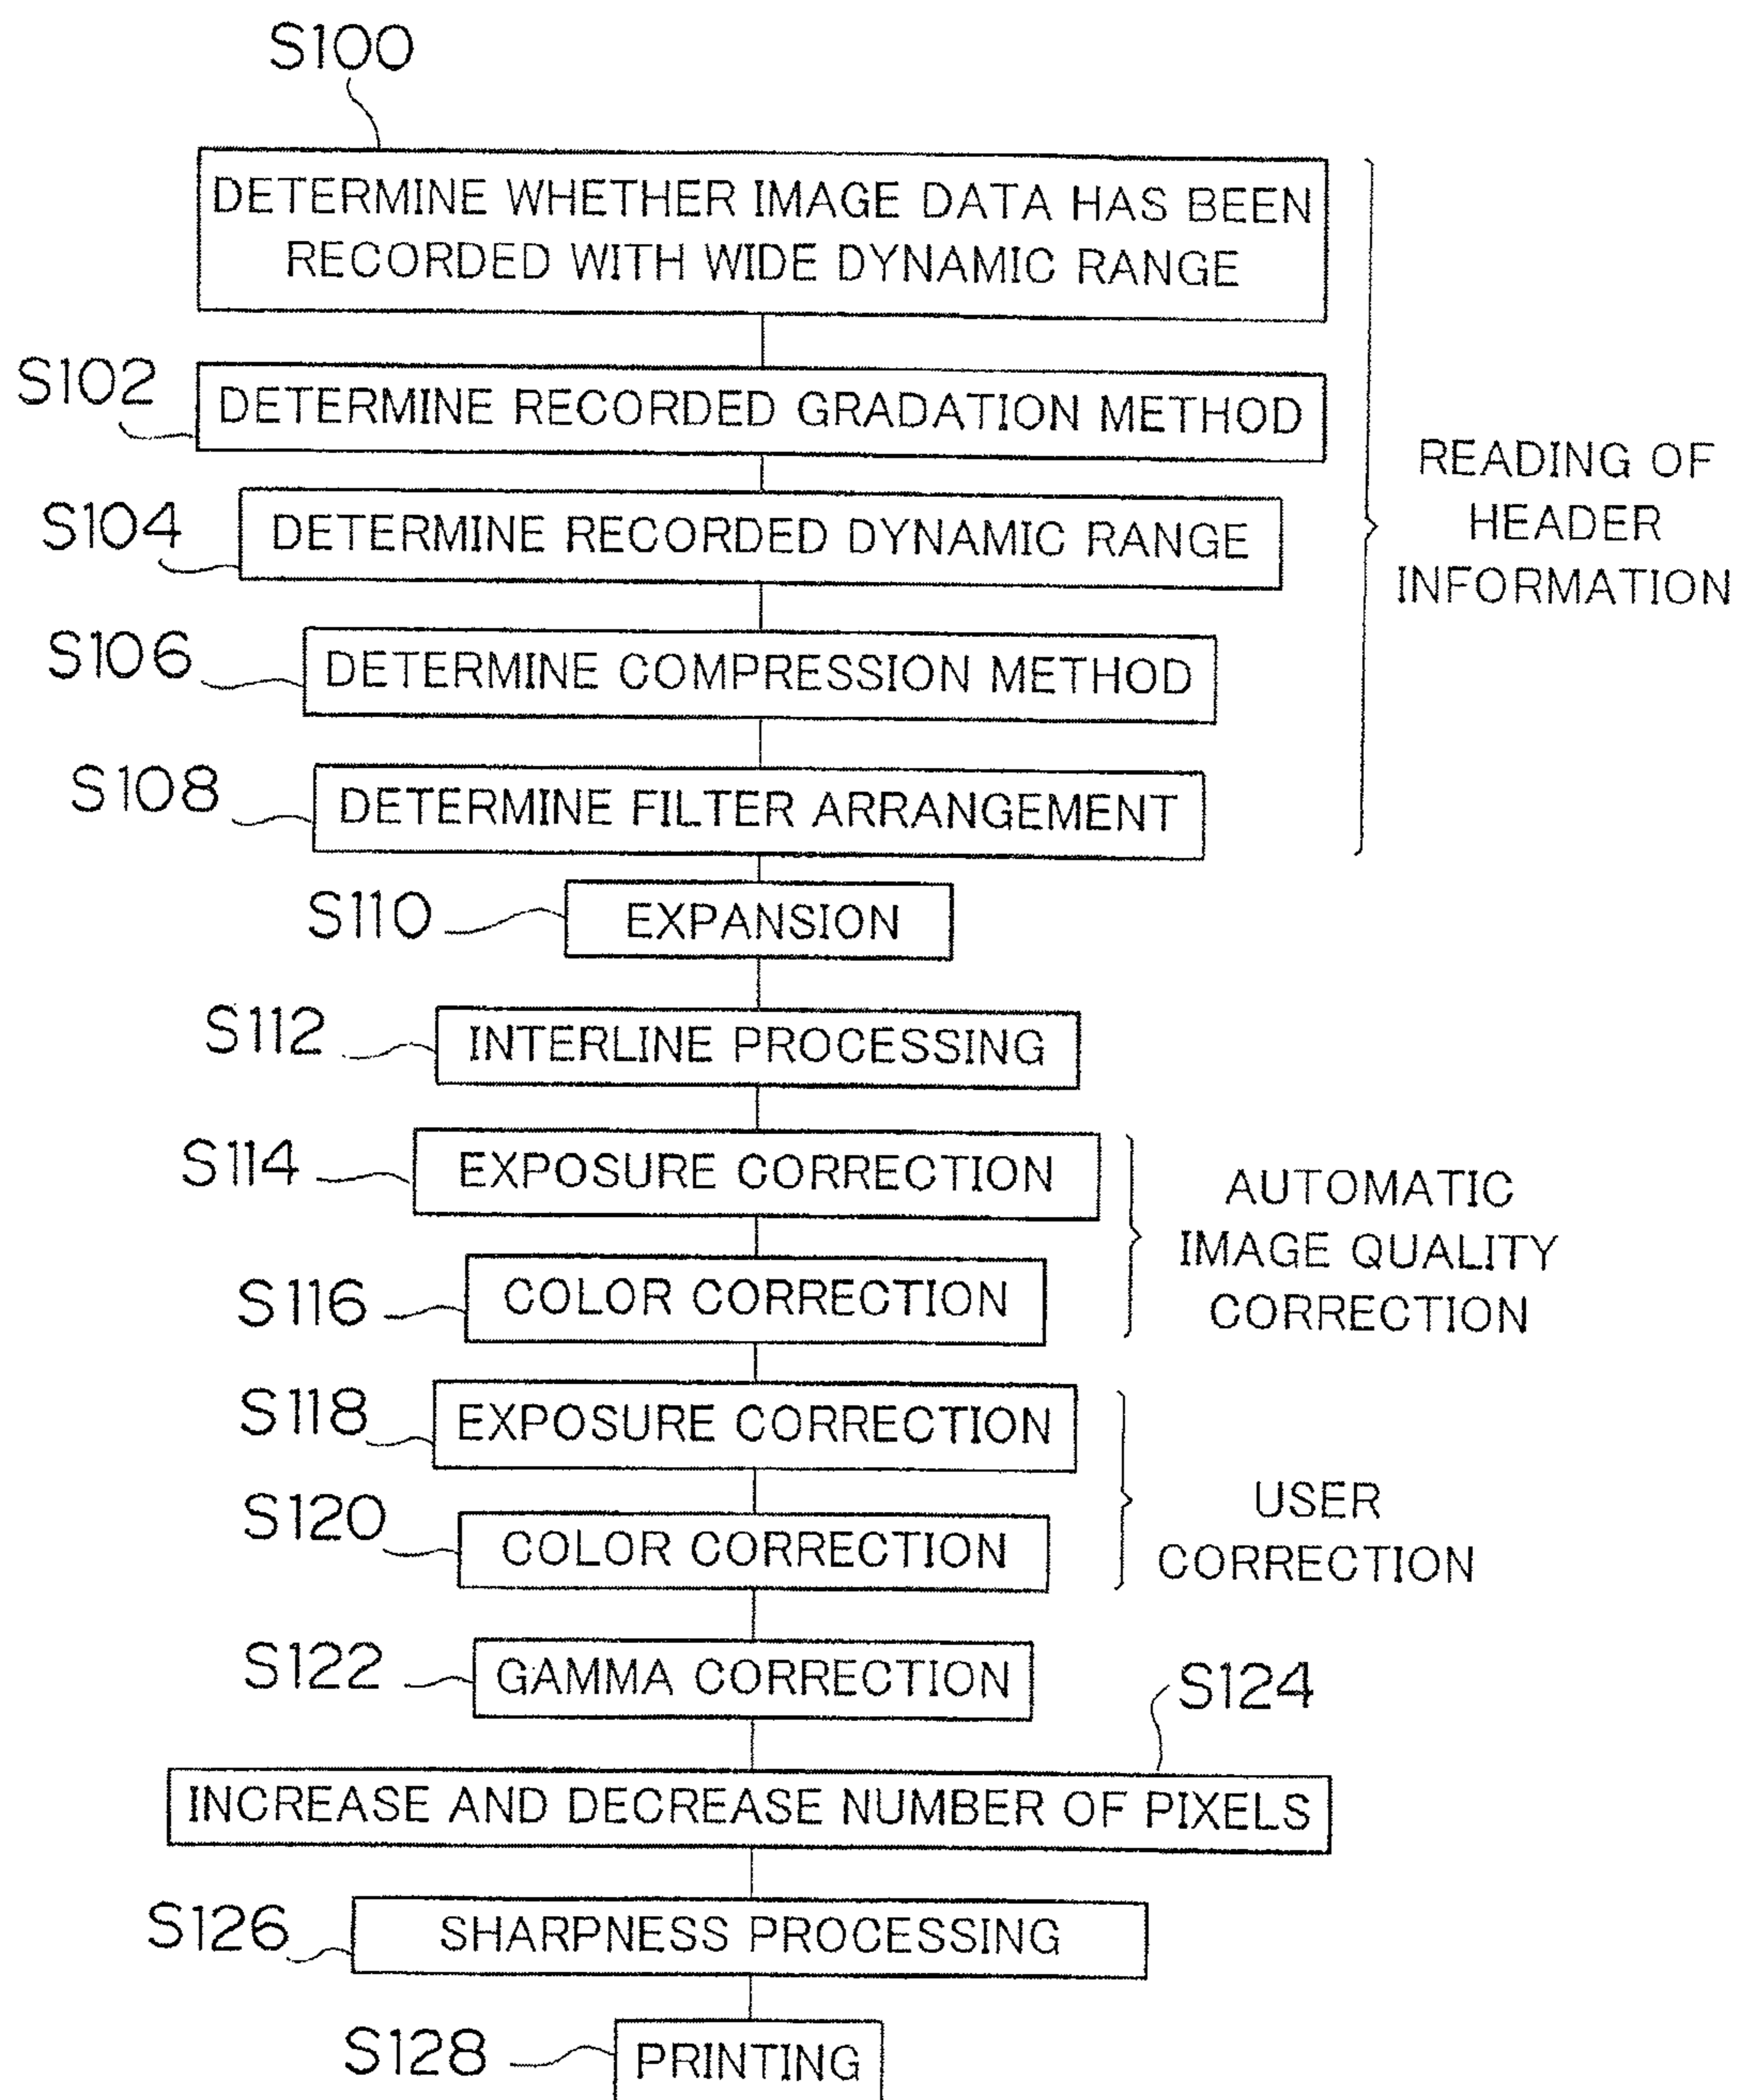 S100
DETERMINE WHETHER IMAGE DATA HAS BEEN
RECORDED WITH WIDE DYNAMIC RANGE
S102
DETERMINE RECORDED GRADATION METHOD
S104
DETERMINE RECORDED DYNAMIC RANGE
READING OF
HEADER
INFORMATION
S106
DETERMINE COMPRESSION METHOD
S108
DETERMINE FILTER ARRANGEMENT
S110
EXPANSION
S112
INTERLINE PROCESSING
S114
EXPOSURE CORRECTION
AUTOMATIC
IMAGE QUALITY
CORRECTION
S116
COLOR CORRECTION
S118
EXPOSURE CORRECTION
USER
CORRECTION
S120
COLOR CORRECTION
S122
GAMMA CORRECTION
S124
INCREASE AND DECREASE NUMBER OF PIXELS
S126
SHARPNESS PROCESSING
S128
PRINTING